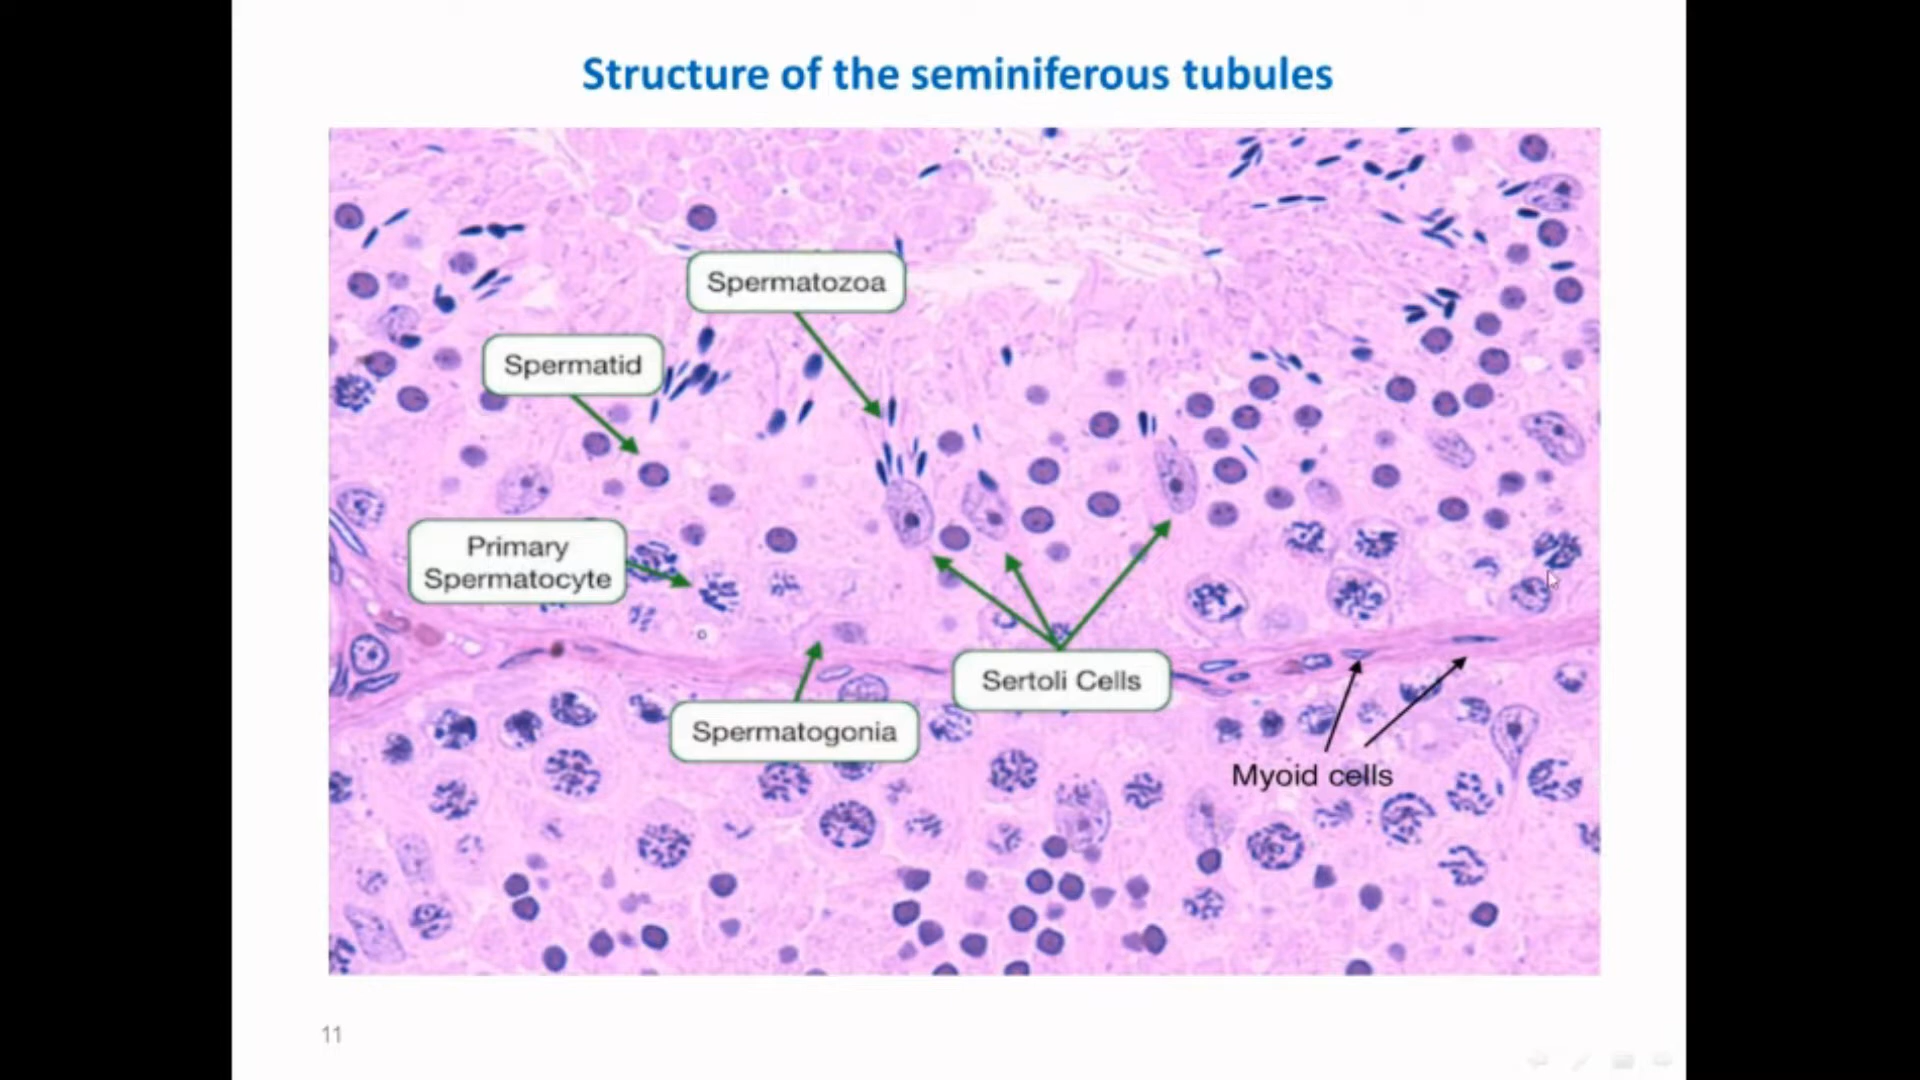 Structure of the seminiferous tubules
Spermatozoa
Spermatid
Primary
Spermatocyte
Sertoli Cells
Spermatogonia
Myoid cells
11